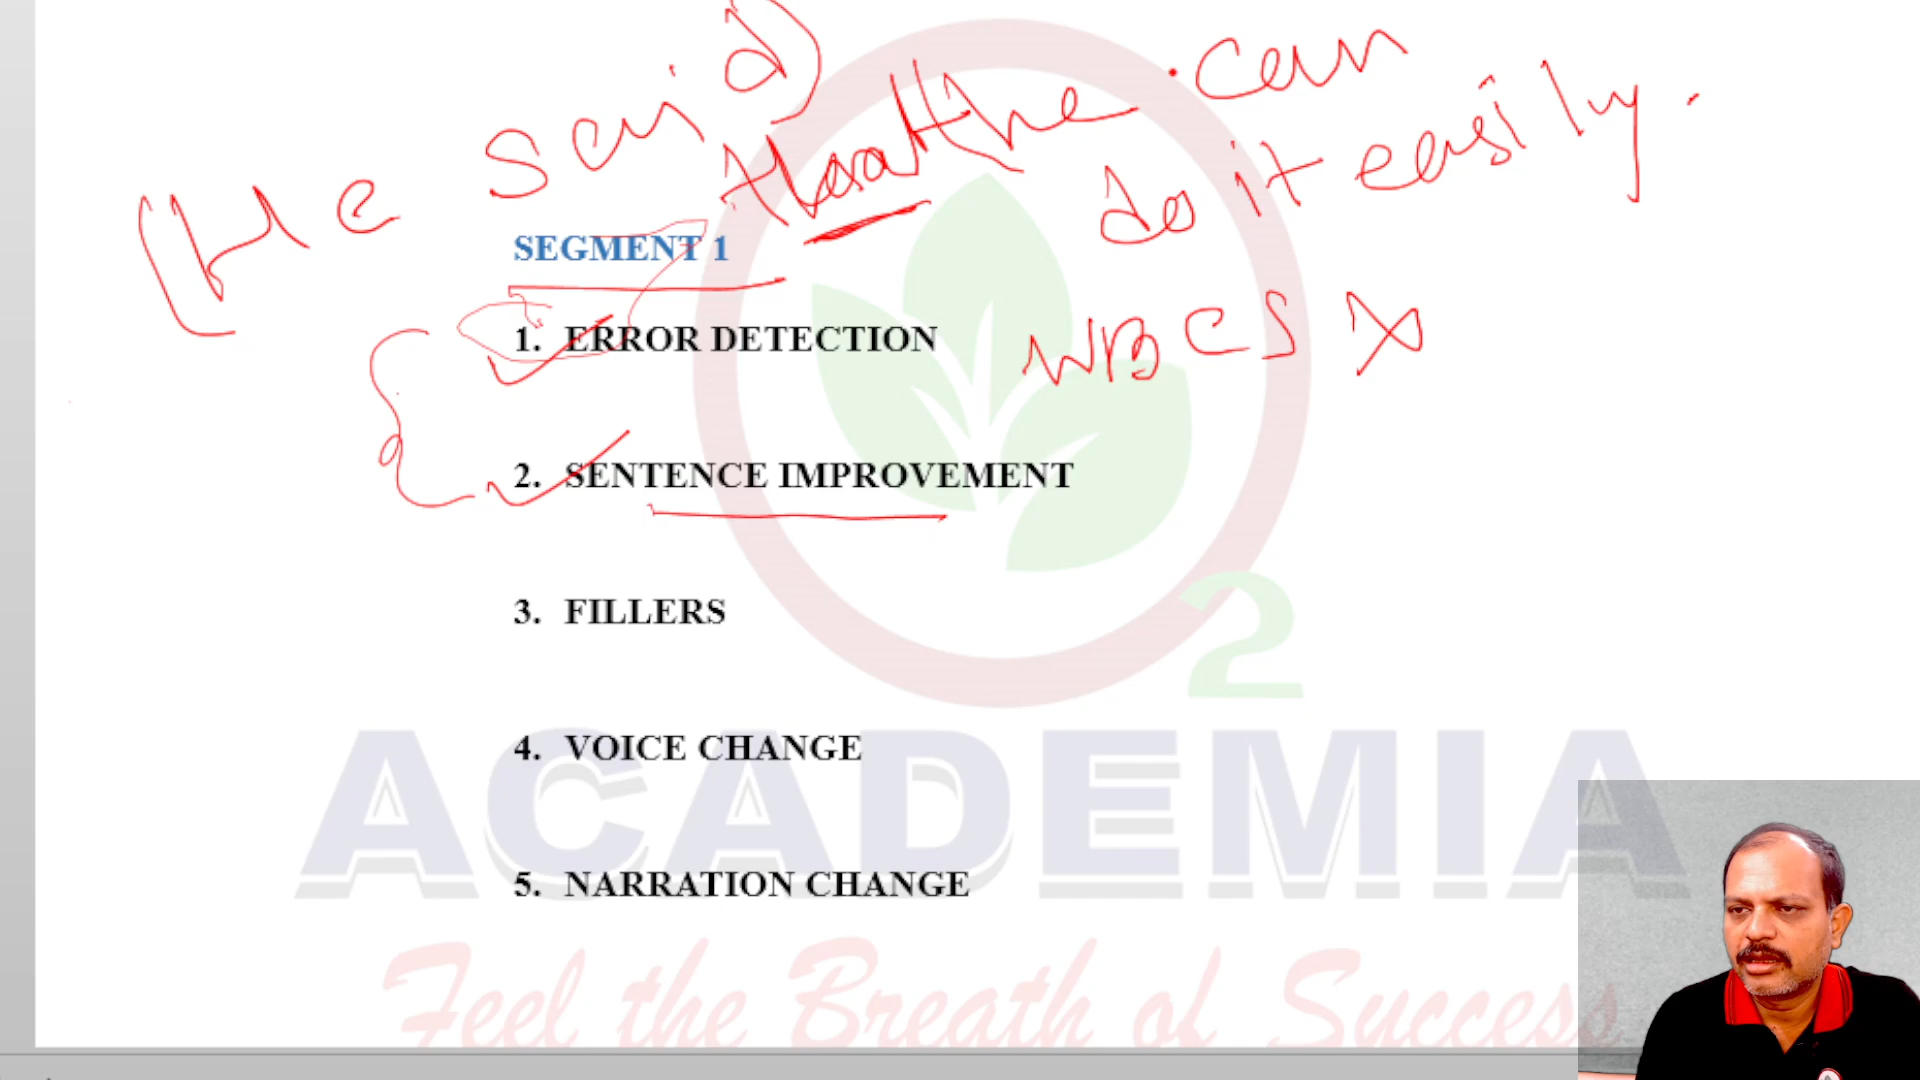 (He said) that he can
do it easily.
SEGMENT 1
1. ERROR DETECTION
WBCS X
2. SENTENCE IMPROVEMENT
3. FILLERS
2
4. VOICE CHANGE
ACADEMIA
5. NARRATION CHANGE
Feel the Breath of Success